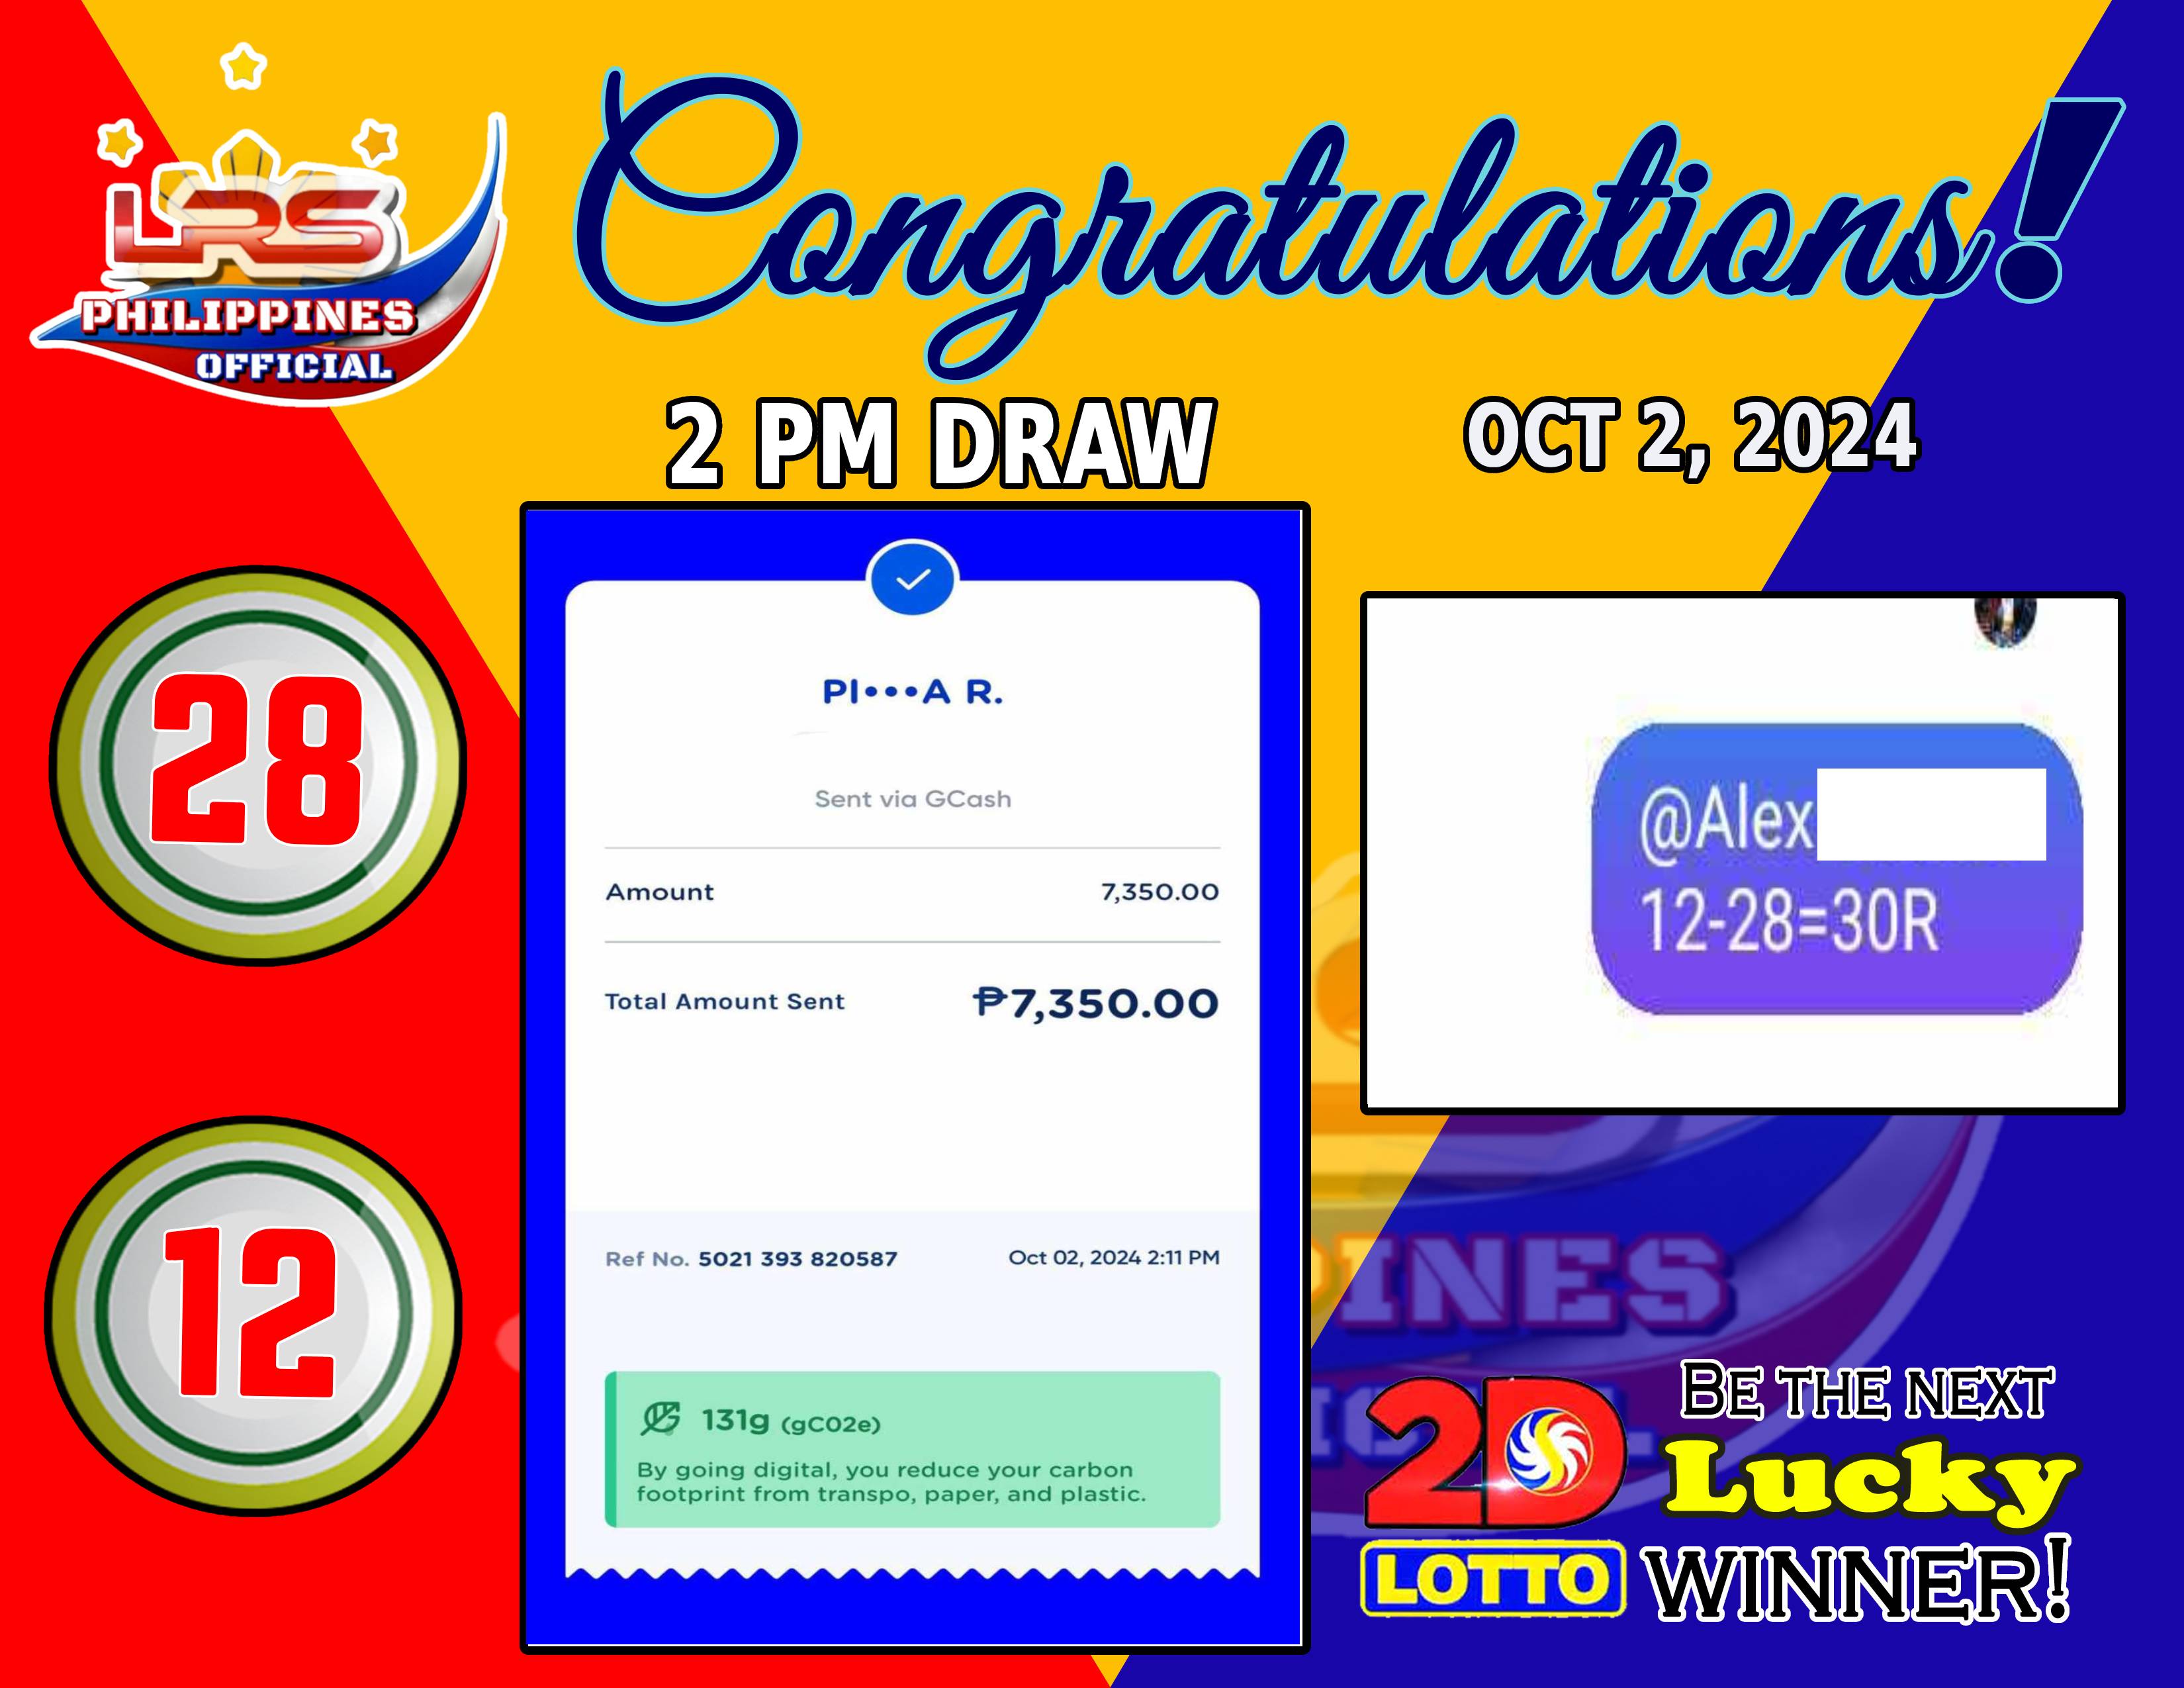 LRS
PHILIPPINES
OFFICIAL
Congratulations!
2 PM DRAW
OCT 2, 2024
28
12
PI•••A R.
Sent via GCash
Amount 7,350.00
Total Amount Sent ₱7,350.00
Ref No. 5021 393 820587 Oct 02, 2024 2:11 PM
131g (gC02e)
By going digital, you reduce your carbon
footprint from transpo, paper, and plastic.
@Alex
12-28=30R
PINES
2D
LOTTO
BE THE NEXT
Lucky
WINNER!